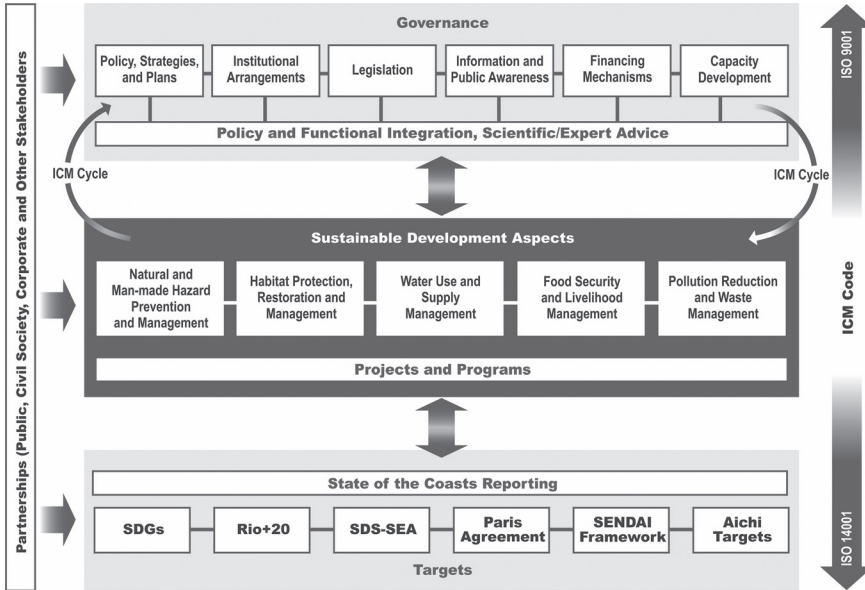 Partnerships (Public, Civil Society, Corporate and Other Stakeholders
Governance
Policy, Strategies,
and Plans
Institutional
Arrangements
Legislation
Information and
Public Awareness
Financing
Mechanisms
Capacity
Development
Policy and Functional Integration, Scientific/Expert Advice
ICM Cycle
ICM Cycle
Sustainable Development Aspects
Natural and
Man-made Hazard
Prevention
and Management
Habitat Protection,
Restoration and
Management
Water Use and
Supply
Management
Food Security
and Livelihood
Management
Pollution Reduction
and Waste
Management
Projects and Programs
State of the Coasts Reporting
SDGs
Rio+20
SDS-SEA
Paris
Agreement
SENDAI
Framework
Aichi
Targets
Targets
ISO 9001
ICM Code
ISO 14001